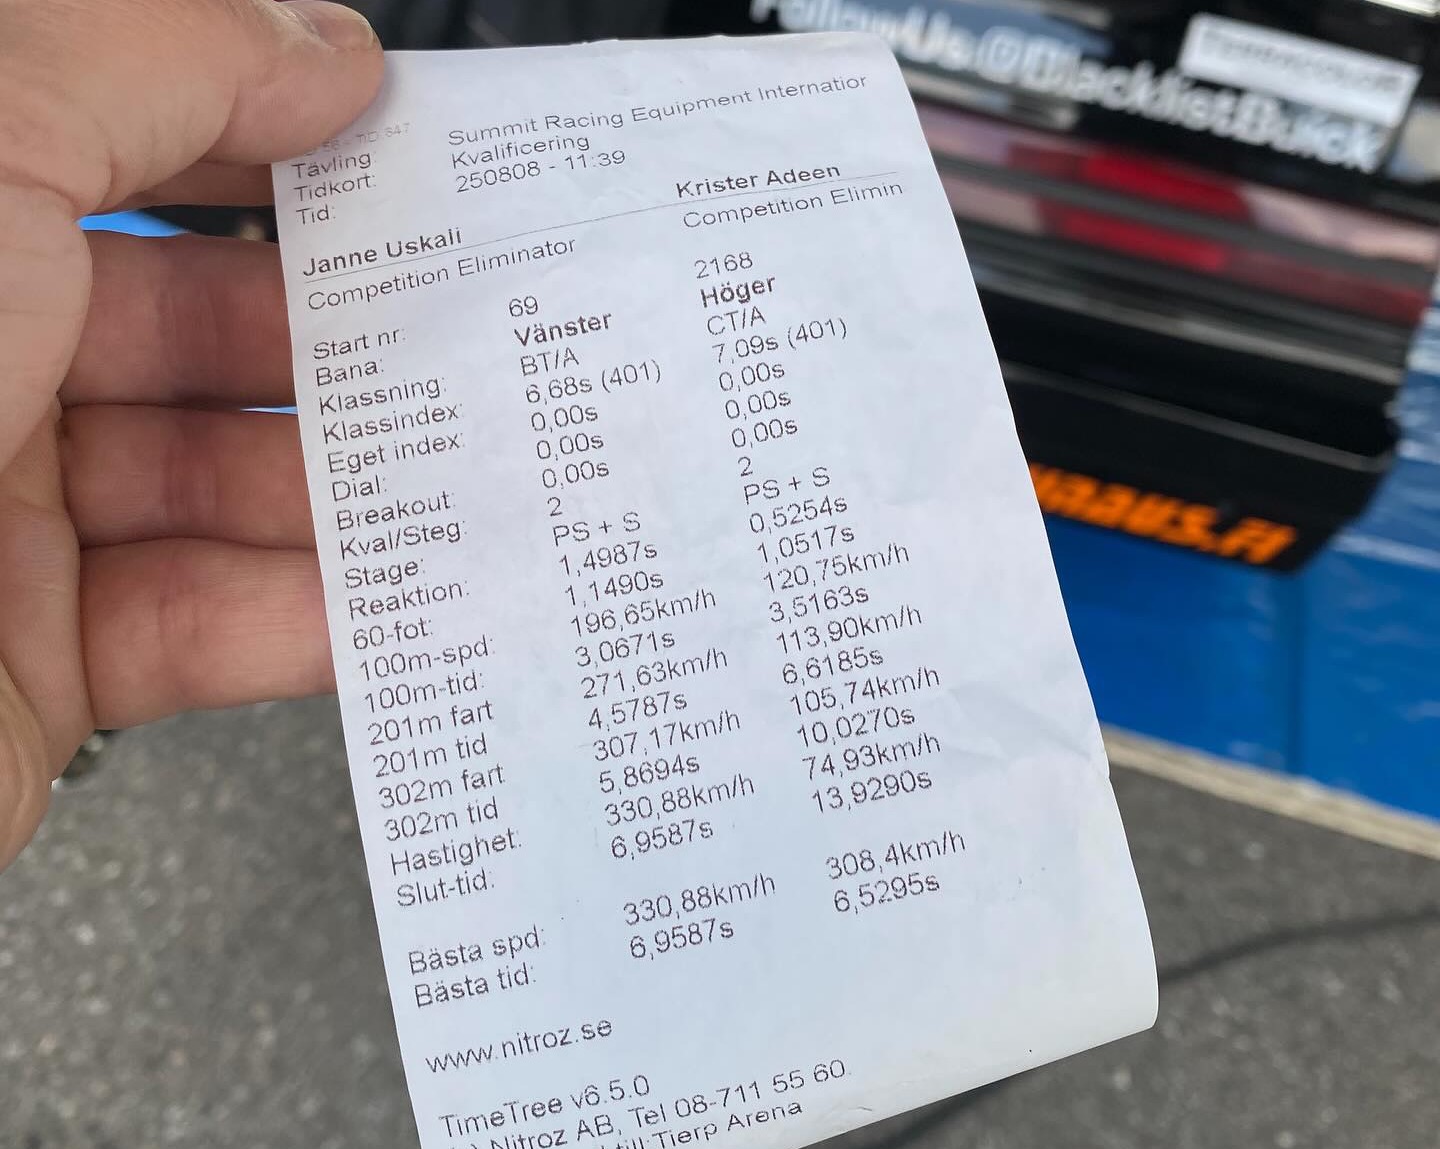 FollowUs@BlacklistBuick
Tävling: Summit Racing Equipment Internatior
Tidkort: Kvalificering
Tid: 250808 - 11:39
Janne Uskali Krister Adeen
Competition Eliminator Competition Elimin
Start nr: 69 2168
Bana: Vänster Höger
Klassning: BT/A CT/A
Klassindex: 6,68s (401) 7,09s (401)
Eget index: 0,00s 0,00s
Dial: 0,00s 0,00s
Breakout: 0,00s 0,00s
Kval/Steg: 2 2
Stage: PS + S PS + S
Reaktion: 1,4987s 0,5254s
60-fot: 1,1490s 1,0517s
100m-spd: 196,65km/h 120,75km/h
100m-tid: 3,0671s 3,5163s
201m fart 271,63km/h 113,90km/h
201m tid 4,5787s 6,6185s
302m fart 307,17km/h 105,74km/h
302m tid 5,8694s 10,0270s
Hastighet: 330,88km/h 74,93km/h
Slut-tid: 6,9587s 13,9290s
Bästa spd: 330,88km/h 308,4km/h
Bästa tid: 6,9587s 6,5295s
www.nitroz.se
TimeTree v6.5.0
Nitroz AB, Tel 08-711 55 60.
till Tierp Arena